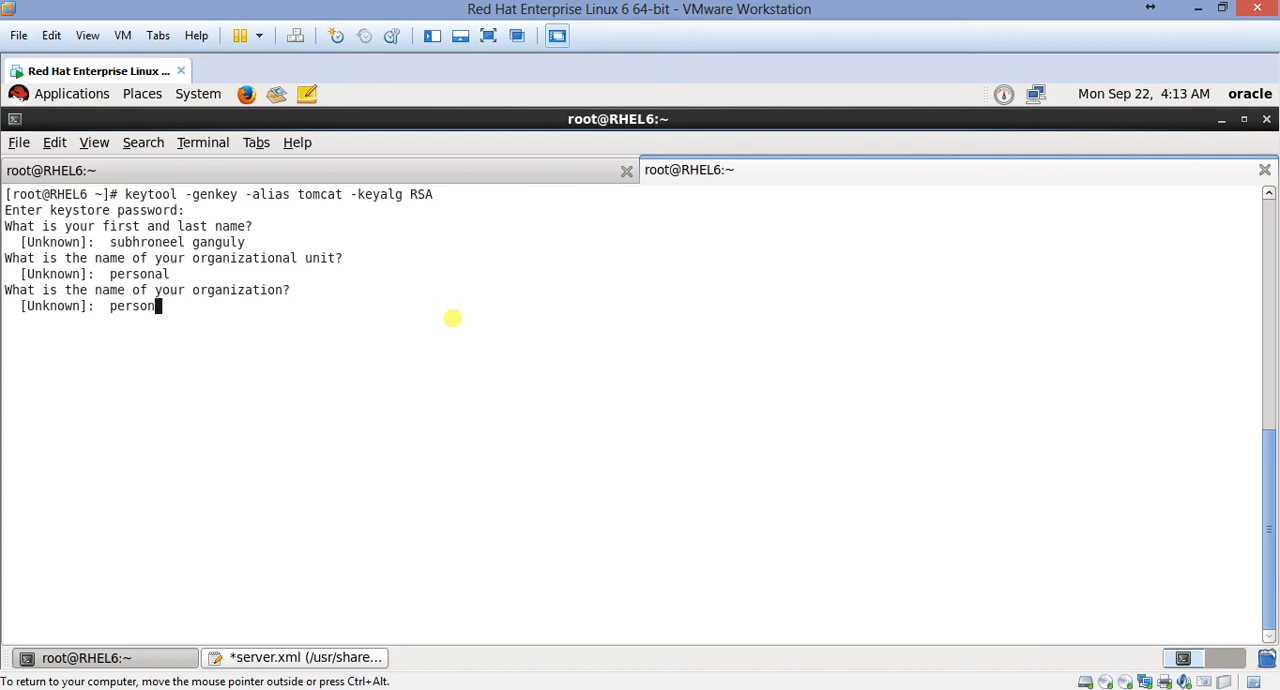 Red Hat Enterprise Linux 6 64-bit - VMware Workstation
File Edit View VM Tabs Help
Red Hat Enterprise Linux ...
Applications Places System Mon Sep 22, 4:13 AM oracle
root@RHEL6:~
File Edit View Search Terminal Tabs Help
root@RHEL6:~ root@RHEL6:~
[root@RHEL6 ~]# keytool -genkey -alias tomcat -keyalg RSA
Enter keystore password:
What is your first and last name?
[Unknown]: subhroneel ganguly
What is the name of your organizational unit?
[Unknown]: personal
What is the name of your organization?
[Unknown]: person
root@RHEL6:~ *server.xml (/usr/share...
To return to your computer, move the mouse pointer outside or press Ctrl+Alt.